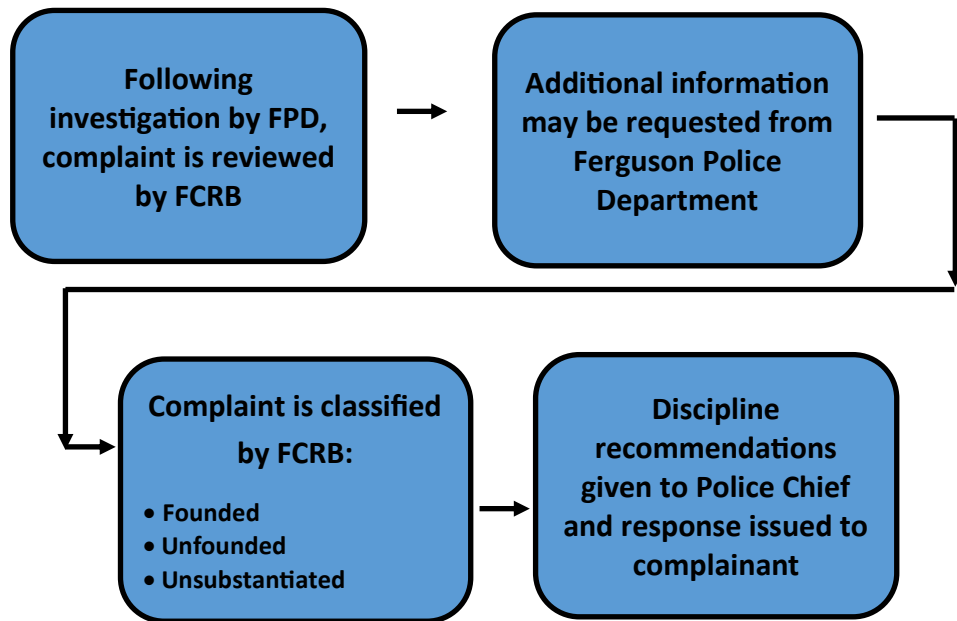 Following
investigation by FPD,
complaint is reviewed
by FCRB
Additional information
may be requested from
Ferguson Police
Department
Complaint is classified
by FCRB:
• Founded
• Unfounded
• Unsubstantiated
Discipline
recommendations
given to Police Chief
and response issued to
complainant